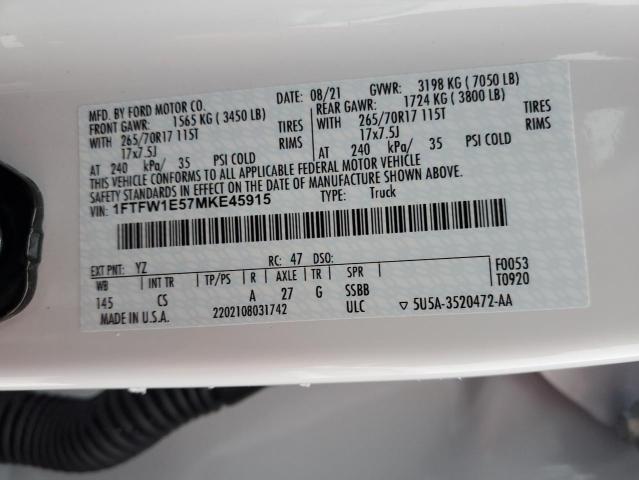 MFD. BY FORD MOTOR CO. DATE: 08/21 GVWR: 3198 KG ( 7050 LB)
FRONT GAWR: 1565 KG ( 3450 LB) REAR GAWR: 1724 KG ( 3800 LB)
WITH 265/70R17 115T TIRES WITH 265/70R17 115T TIRES
17x7.5J RIMS 17x7.5J RIMS
AT 240 kPa/ 35 PSI COLD AT 240 kPa/ 35 PSI COLD
THIS VEHICLE CONFORMS TO ALL APPLICABLE FEDERAL MOTOR VEHICLE
SAFETY STANDARDS IN EFFECT ON THE DATE OF MANUFACTURE SHOWN ABOVE.
VIN: 1FTFW1E57MKE45915 TYPE: Truck
EXT PNT: YZ RC: 47 DSO: F0053
WB INT TR TP/PS R AXLE TR SPR T0920
145 CS A 27 G SSBB
MADE IN U.S.A. 2202108031742 ULC ▽ 5U5A-3520472-AA